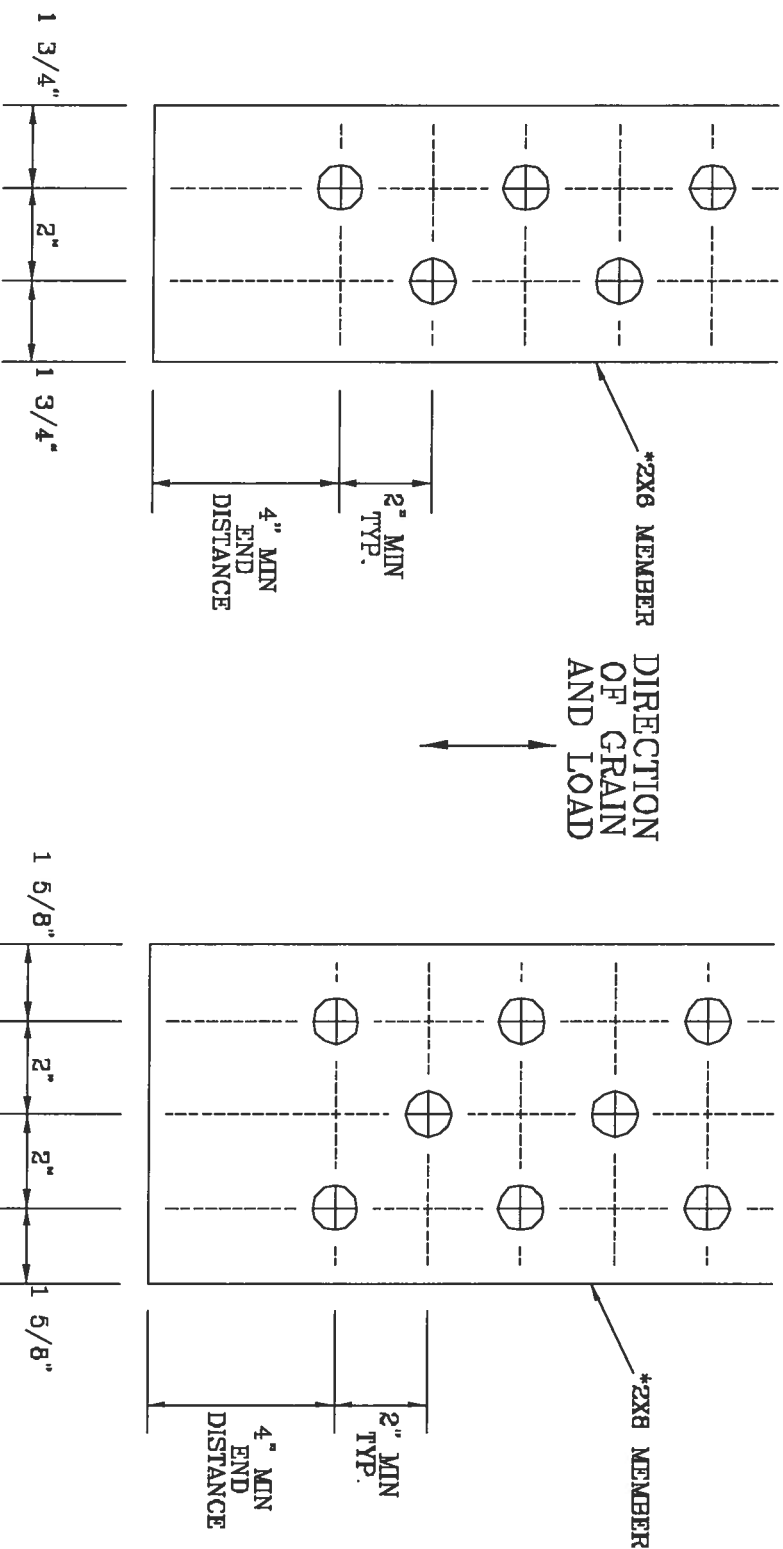 *2X6 MEMBER
DIRECTION
OF GRAIN
AND LOAD
2" MIN
TYP.
4" MIN
END
DISTANCE
1 3/4"
2"
1 3/4"
*2X8 MEMBER
2" MIN
TYP.
4" MIN
END
DISTANCE
1 5/8"
2"
2"
1 5/8"